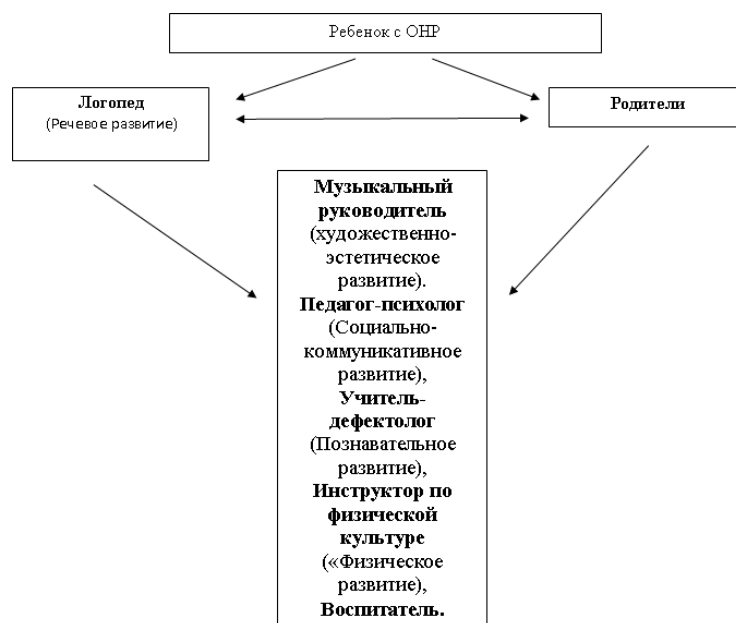 Ребенок с ОНР
Логопед
(Речевое развитие)
Родители
Музыкальный
руководитель
(художественно-
эстетическое
развитие).
Педагог-психолог
(Социально-
коммуникативное
развитие),
Учитель-
дефектолог
(Познавательное
развитие),
Инструктор по
физической
культуре
(«Физическое
развитие),
Воспитатель.